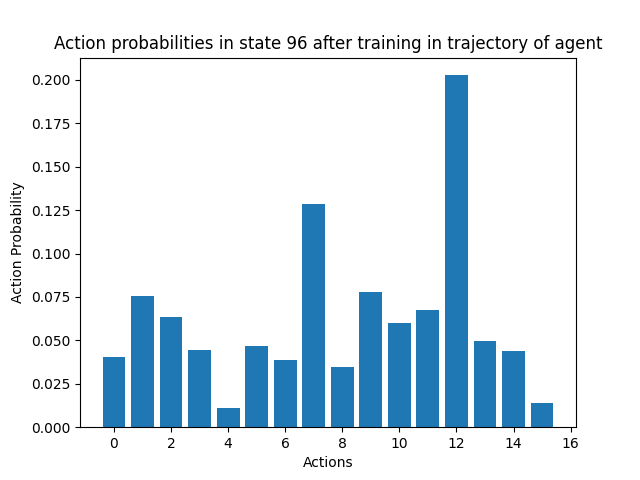 Action probabilities in state 96 after training in trajectory of agent
0.200
0.175
0.150
0.125
0.100
0.075
0.050
0.025
0.000
Action Probability
0 2 4 6 8 10 12 14 16
Actions